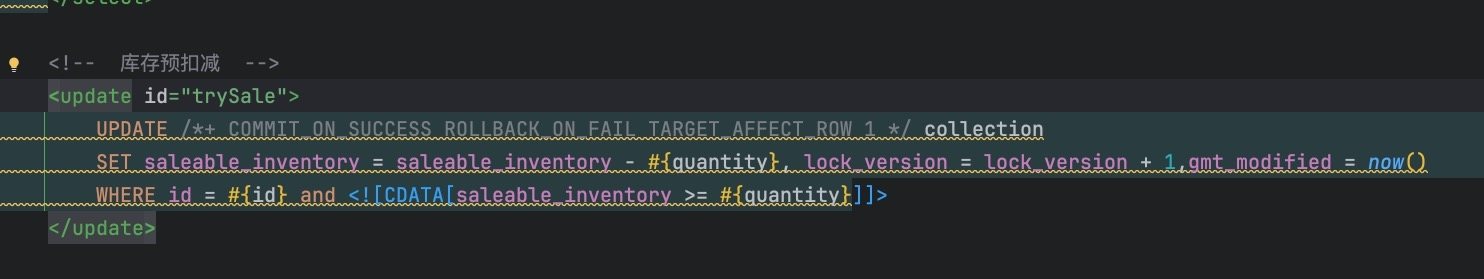 </select>
<!--  库存预扣减  -->
<update id="trySale">
UPDATE /*+ COMMIT_ON_SUCCESS ROLLBACK_ON_FAIL TARGET_AFFECT_ROW 1 */ collection
SET saleable_inventory = saleable_inventory - #{quantity}, lock_version = lock_version + 1,gmt_modified = now()
WHERE id = #{id} and <![CDATA[saleable_inventory >= #{quantity}]]>
</update>